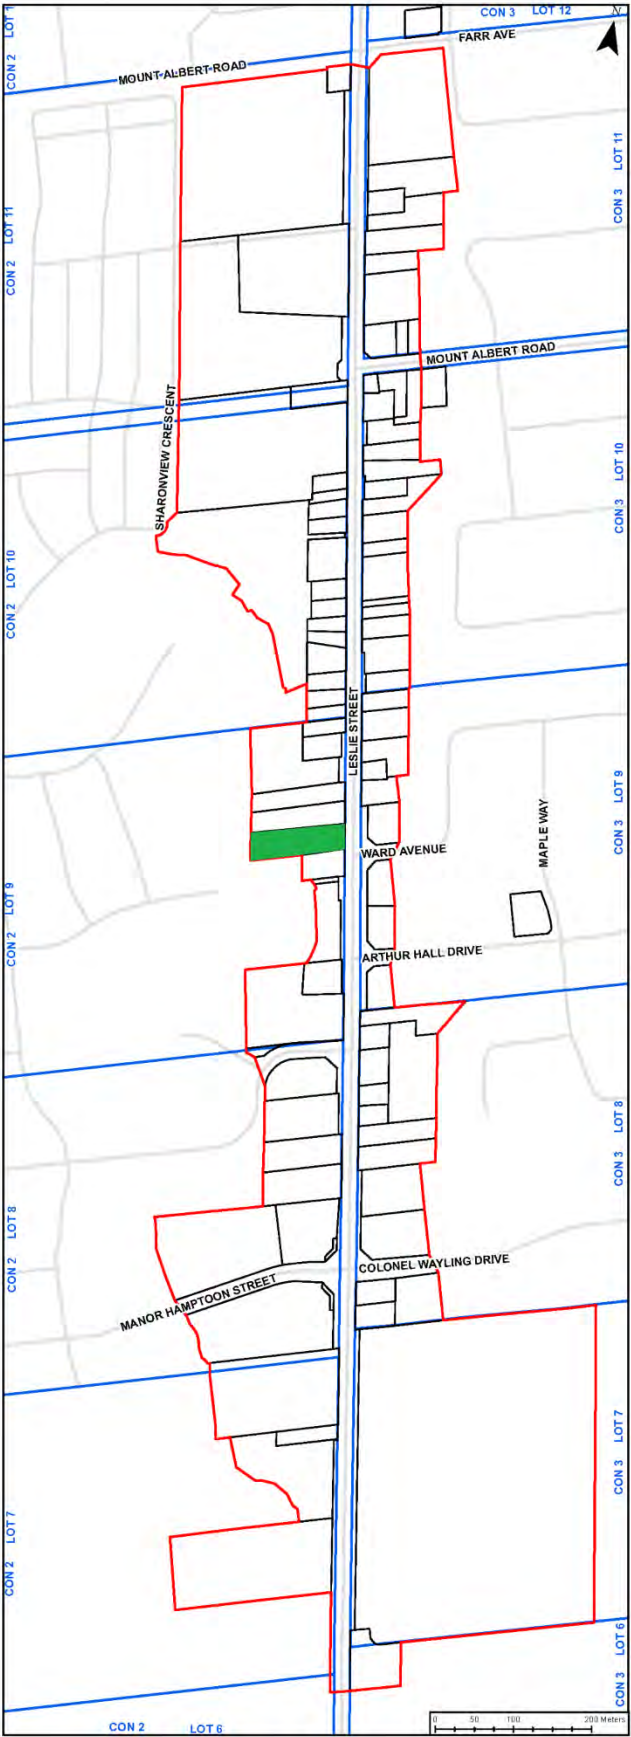 CON 3 LOT 12
N
LOT 1
FARR AVE
CON 2
MOUNT ALBERT ROAD
LOT 11
CON 3
LOT 11
CON 2
MOUNT ALBERT ROAD
SHARONVIEW CRESCENT
LOT 10
CON 3
LOT 10
CON 2
LESLIE STREET
LOT 9
CON 3
MAPLE WAY
WARD AVENUE
LOT 9
CON 2
ARTHUR HALL DRIVE
LOT 8
CON 3
LOT 8
CON 2
COLONEL WAYLING DRIVE
MANOR HAMPTOON STREET
LOT 7
CON 3
LOT 7
CON 2
LOT 6
CON 3
CON 2 LOT 6
0 50 100 200 Meters